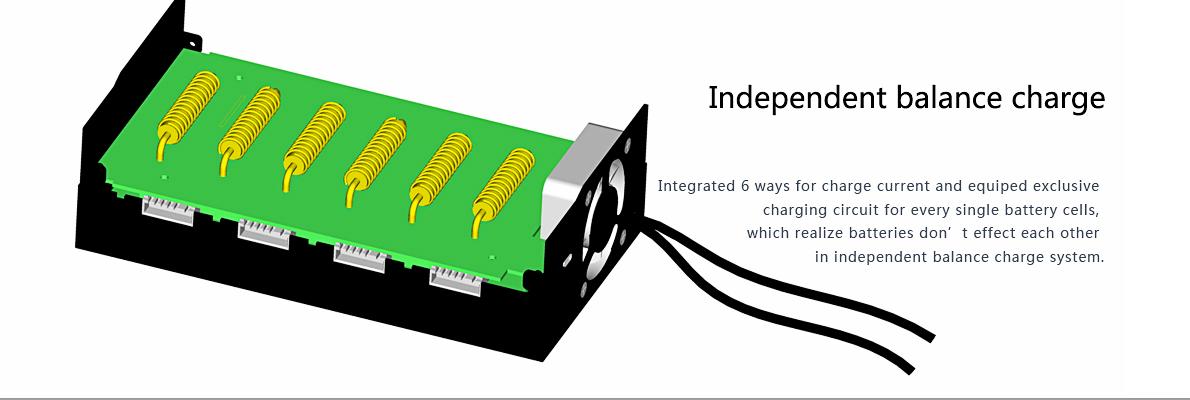 Independent balance charge
Integrated 6 ways for charge current and equiped exclusive
charging circuit for every single battery cells,
which realize batteries don’t effect each other
in independent balance charge system.